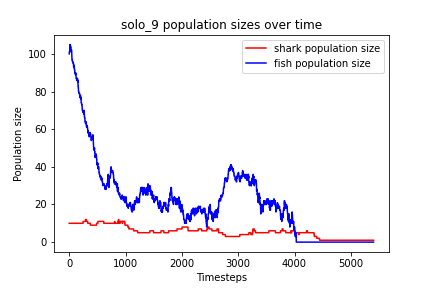 solo_9 population sizes over time
shark population size
fish population size
Population size
100
80
60
40
20
0
0 1000 2000 3000 4000 5000
Timesteps